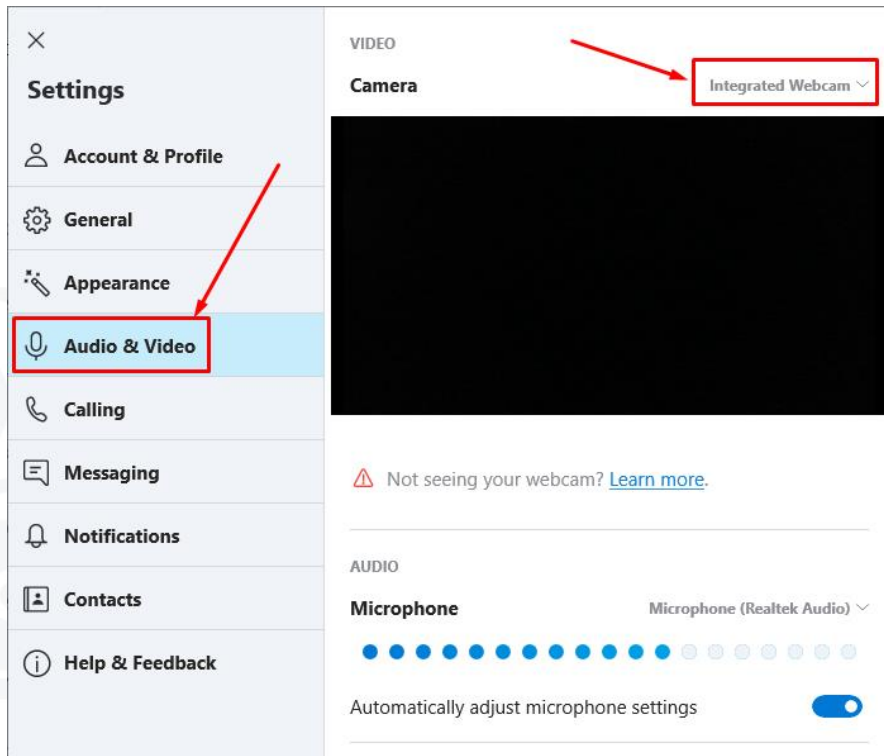 Settings
Account & Profile
General
Appearance
Audio & Video
Calling
Messaging
Notifications
Contacts
Help & Feedback
VIDEO
Camera
Integrated Webcam
Not seeing your webcam? Learn more.
AUDIO
Microphone
Microphone (Realtek Audio)
Automatically adjust microphone settings